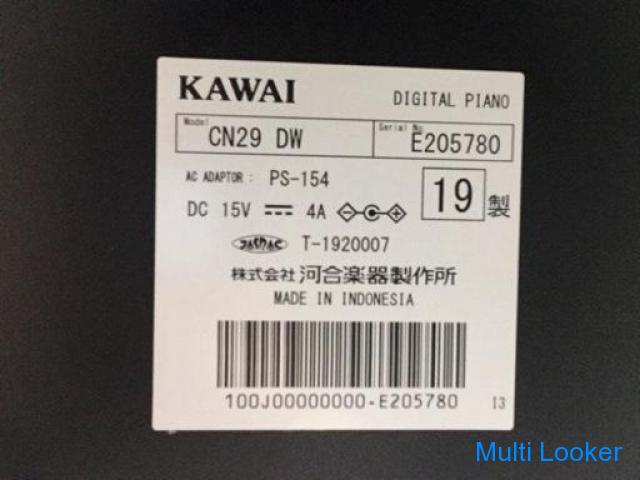 KAWAI DIGITAL PIANO
Model CN29 DW Serial No. E205780
AC ADAPTOR : PS-154
DC 15V 4A
19 製
T-1920007
株式会社 河合楽器製作所
MADE IN INDONESIA
100J00000000-E205780 I3
Multi Looker